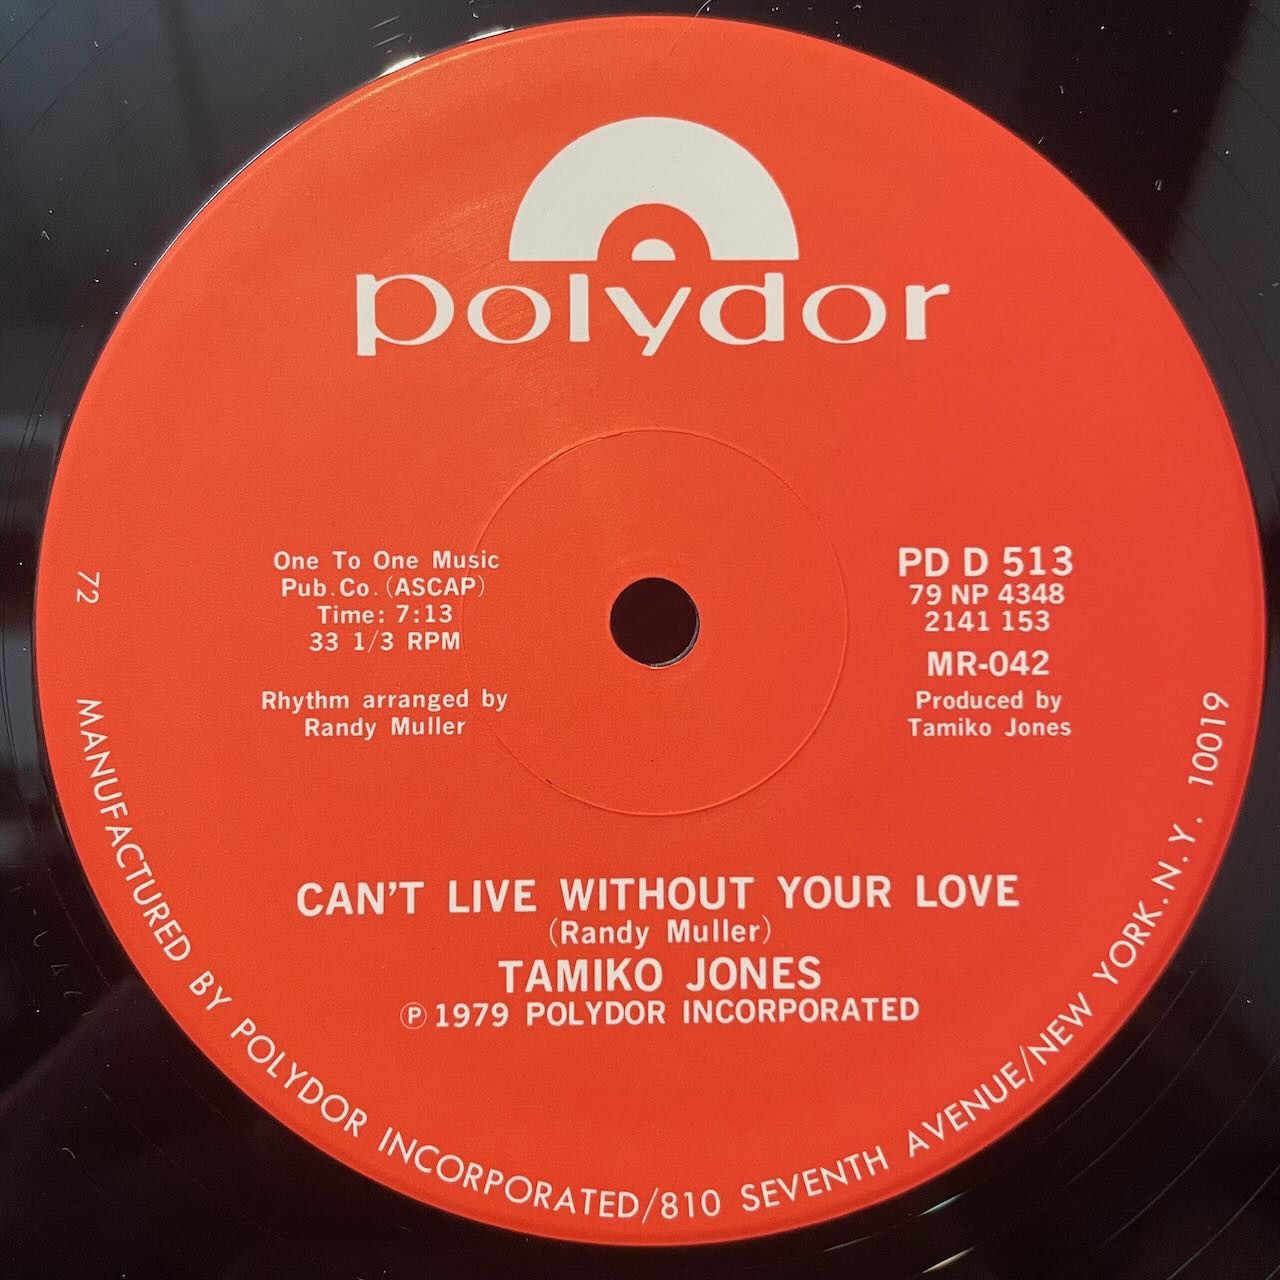 polydor
One To One Music
Pub.Co.(ASCAP)
Time: 7:13
33 1/3 RPM
Rhythm arranged by
Randy Muller
PD D 513
79 NP 4348
2141 153
MR-042
Produced by
Tamiko Jones
CAN'T LIVE WITHOUT YOUR LOVE
(Randy Muller)
TAMIKO JONES
℗ 1979 POLYDOR INCORPORATED
72 MANUFACTURED BY POLYDOR INCORPORATED/810 SEVENTH AVENUE/NEW YORK.N.Y. 10019